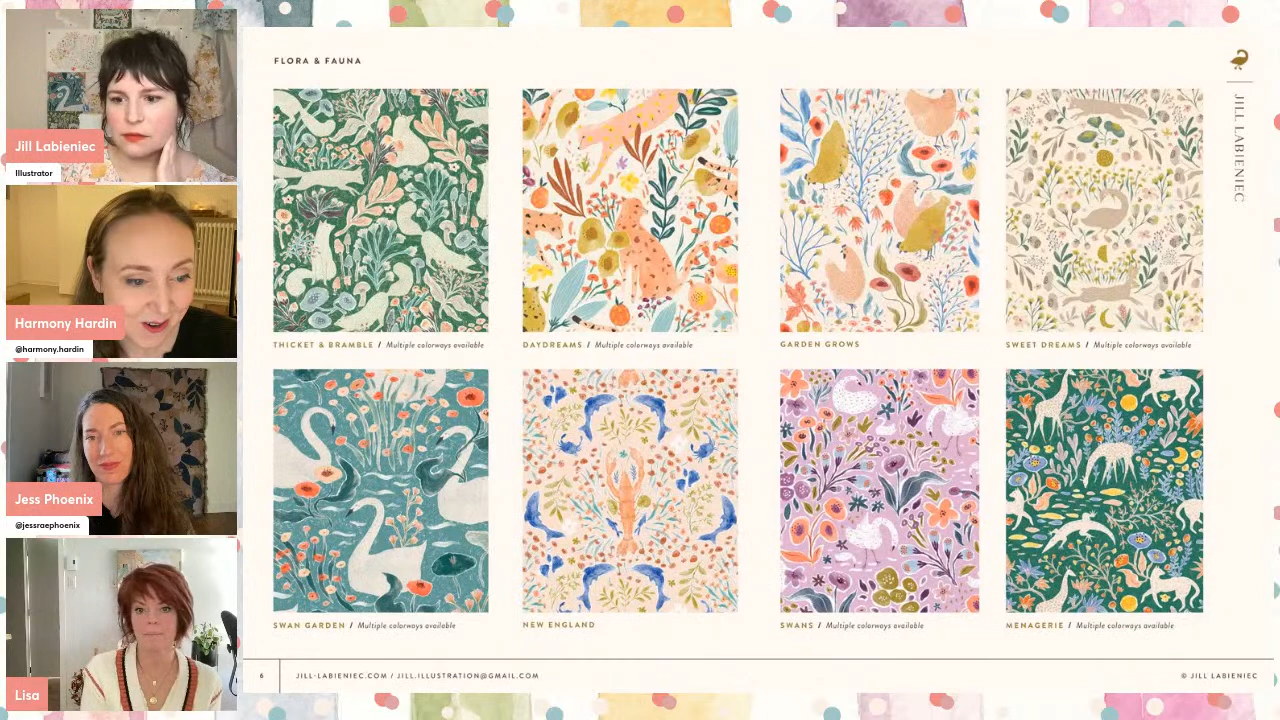 Jill Labieniec
Illustrator
Harmony Hardin
@harmony.hardin
Jess Phoenix
@jessraephoenix
Lisa
FLORA & FAUNA
JILL LABIENIEC
THICKET & BRAMBLE / Multiple colorways available
DAYDREAMS / Multiple colorways available
GARDEN GROWS
SWEET DREAMS / Multiple colorways available
SWAN GARDEN / Multiple colorways available
NEW ENGLAND
SWANS / Multiple colorways available
MENAGERIE / Multiple colorways available
6
JILL-LABIENIEC.COM / JILL.ILLUSTRATION@GMAIL.COM
© JILL LABIENIEC